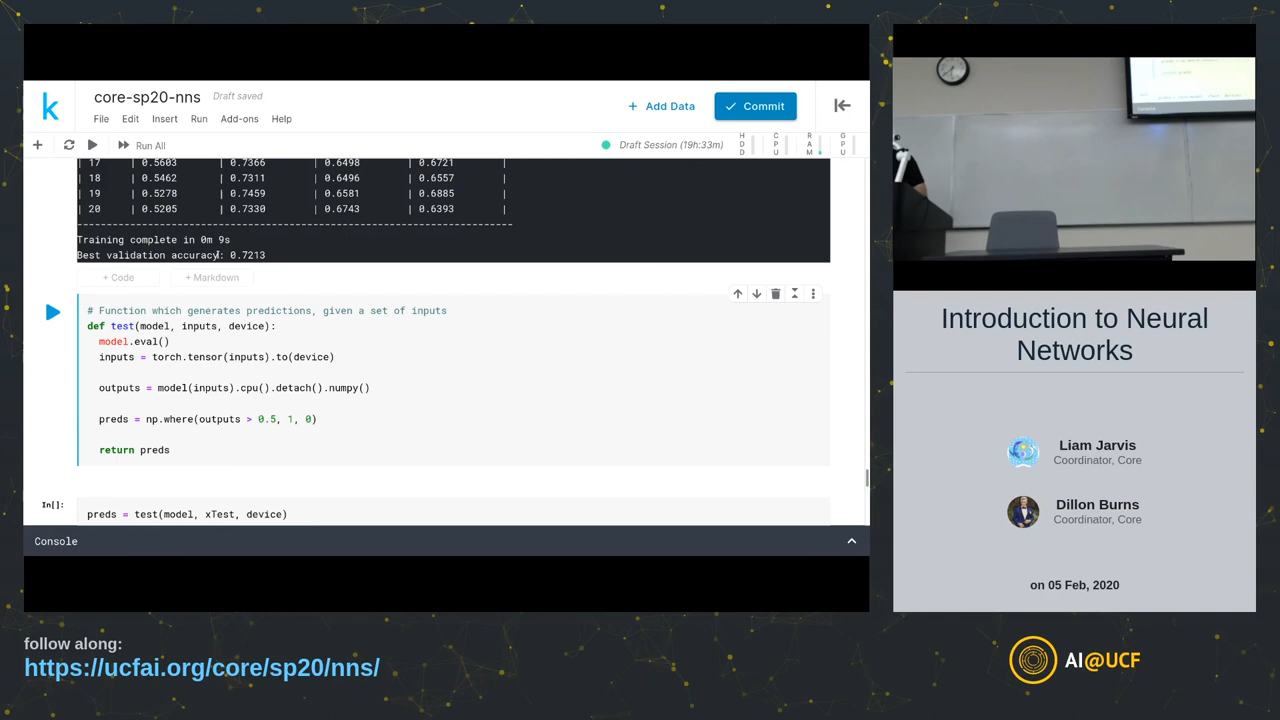 core-sp20-nns
Draft saved
File Edit Insert Run Add-ons Help
+ Add Data
Commit
Run All
Draft Session (19h:33m)
HDD
CPU
RAM
GPU
| 17 | 0.5603 | 0.7366 | 0.6498 | 0.6721 |
| 18 | 0.5462 | 0.7311 | 0.6496 | 0.6557 |
| 19 | 0.5278 | 0.7459 | 0.6581 | 0.6885 |
| 20 | 0.5205 | 0.7330 | 0.6743 | 0.6393 |
Training complete in 0m 9s
Best validation accuracy: 0.7213
+ Code + Markdown
# Function which generates predictions, given a set of inputs
def test(model, inputs, device):
model.eval()
inputs = torch.tensor(inputs).to(device)
outputs = model(inputs).cpu().detach().numpy()
preds = np.where(outputs > 0.5, 1, 0)
return preds
In[]:
preds = test(model, xTest, device)
Console
Introduction to Neural
Networks
Liam Jarvis
Coordinator, Core
Dillon Burns
Coordinator, Core
on 05 Feb, 2020
follow along:
https://ucfai.org/core/sp20/nns/
AI@UCF